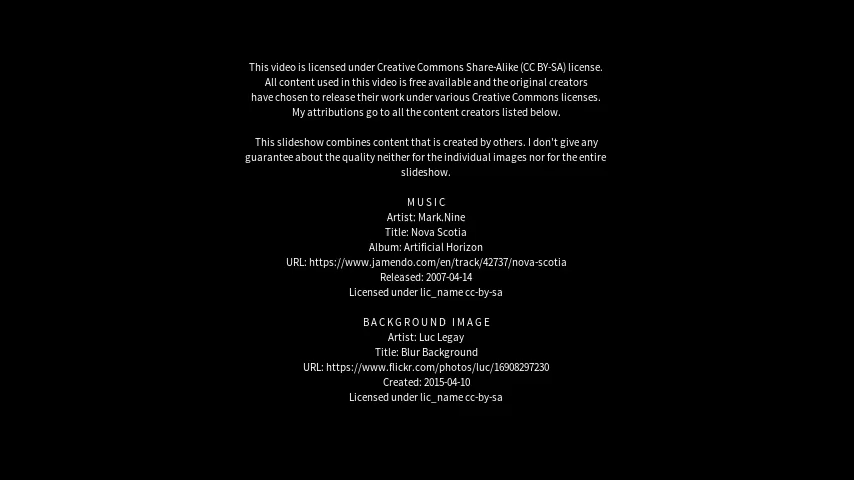 This video is licensed under Creative Commons Share-Alike (CC BY-SA) license.
All content used in this video is free available and the original creators
have chosen to release their work under various Creative Commons licenses.
My attributions go to all the content creators listed below.
This slideshow combines content that is created by others. I don't give any
guarantee about the quality neither for the individual images nor for the entire
slideshow.
MUSIC
Artist: Mark.Nine
Title: Nova Scotia
Album: Artificial Horizon
URL: https://www.jamendo.com/en/track/42737/nova-scotia
Released: 2007-04-14
Licensed under lic_name cc-by-sa
BACKGROUND IMAGE
Artist: Luc Legay
Title: Blur Background
URL: https://www.flickr.com/photos/luc/16908297230
Created: 2015-04-10
Licensed under lic_name cc-by-sa